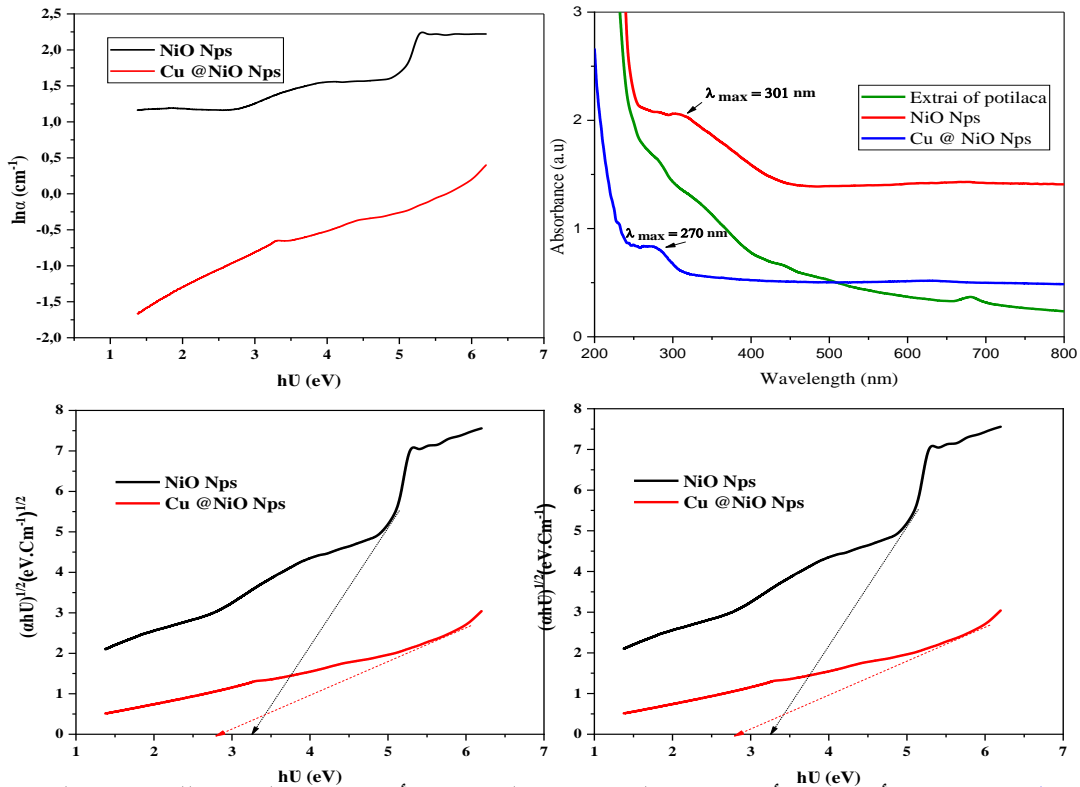 2,5
2,0
1,5
1,0
0,5
0,0
-0,5
-1,0
-1,5
-2,0
lnα (cm-1)
NiO Nps
Cu @NiO Nps
1 2 3 4 5 6 7
hƱ (eV)
3
2
1
0
Absorbance (a.u)
λ max = 301 nm
Extrai of potilaca
NiO Nps
Cu @ NiO Nps
λ max = 270 nm
200 300 400 500 600 700 800
Wavelength (nm)
8
7
6
5
4
3
2
1
0
(αhƱ)1/2(eV.Cm-1)1/2
NiO Nps
Cu @NiO Nps
1 2 3 4 5 6 7
hƱ (eV)
8
7
6
5
4
3
2
1
0
(αhƱ)1/2(eV.Cm-1)
NiO Nps
Cu @NiO Nps
1 2 3 4 5 6 7
hƱ (eV)